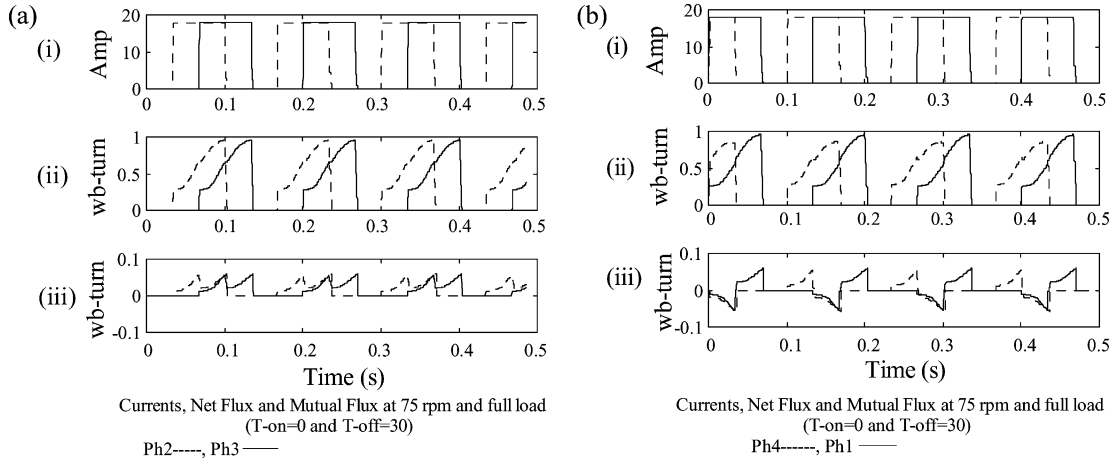 (a)
(i)
Amp
20
10
0
0 0.1 0.2 0.3 0.4 0.5
(ii)
wb-turn
1
0.5
0
0 0.1 0.2 0.3 0.4 0.5
(iii)
wb-turn
0.1
0
-0.1
0 0.1 0.2 0.3 0.4 0.5
Time (s)
Currents, Net Flux and Mutual Flux at 75 rpm and full load
(T-on=0 and T-off=30)
Ph2-----, Ph3 ——
(b)
(i)
Amp
20
10
0
0 0.1 0.2 0.3 0.4 0.5
(ii)
wb-turn
1
0.5
0
0 0.1 0.2 0.3 0.4 0.5
(iii)
wb-turn
0.1
0
-0.1
0 0.1 0.2 0.3 0.4 0.5
Time (s)
Currents, Net Flux and Mutual Flux at 75 rpm and full load
(T-on=0 and T-off=30)
Ph4------, Ph1 ——